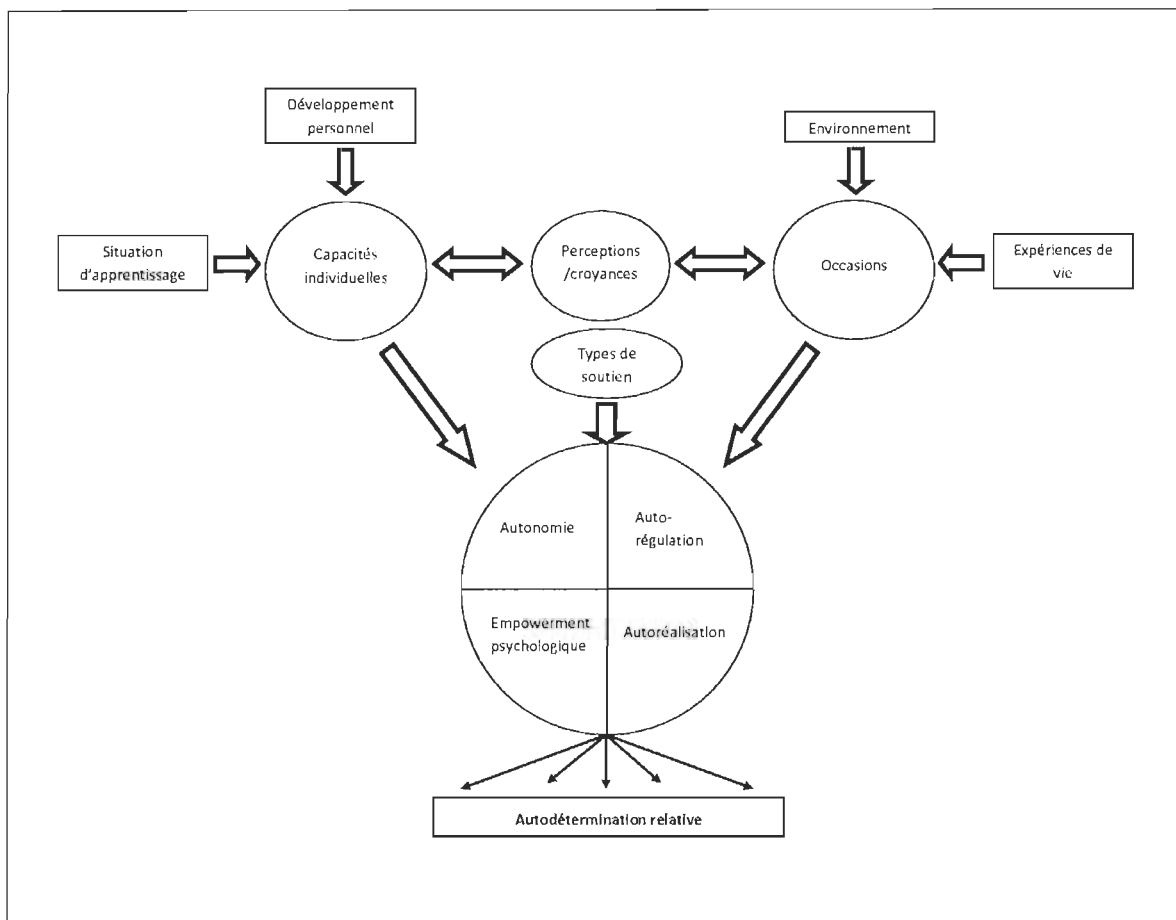 Développement
personnel
Environnement
Situation
d'apprentissage
Capacités
individuelles
Perceptions
/croyances
Occasions
Expériences de
vie
Types de
soutien
Autonomie
Auto-
régulation
Empowerment
psychologique
Autoréalisation
Autodétermination relative